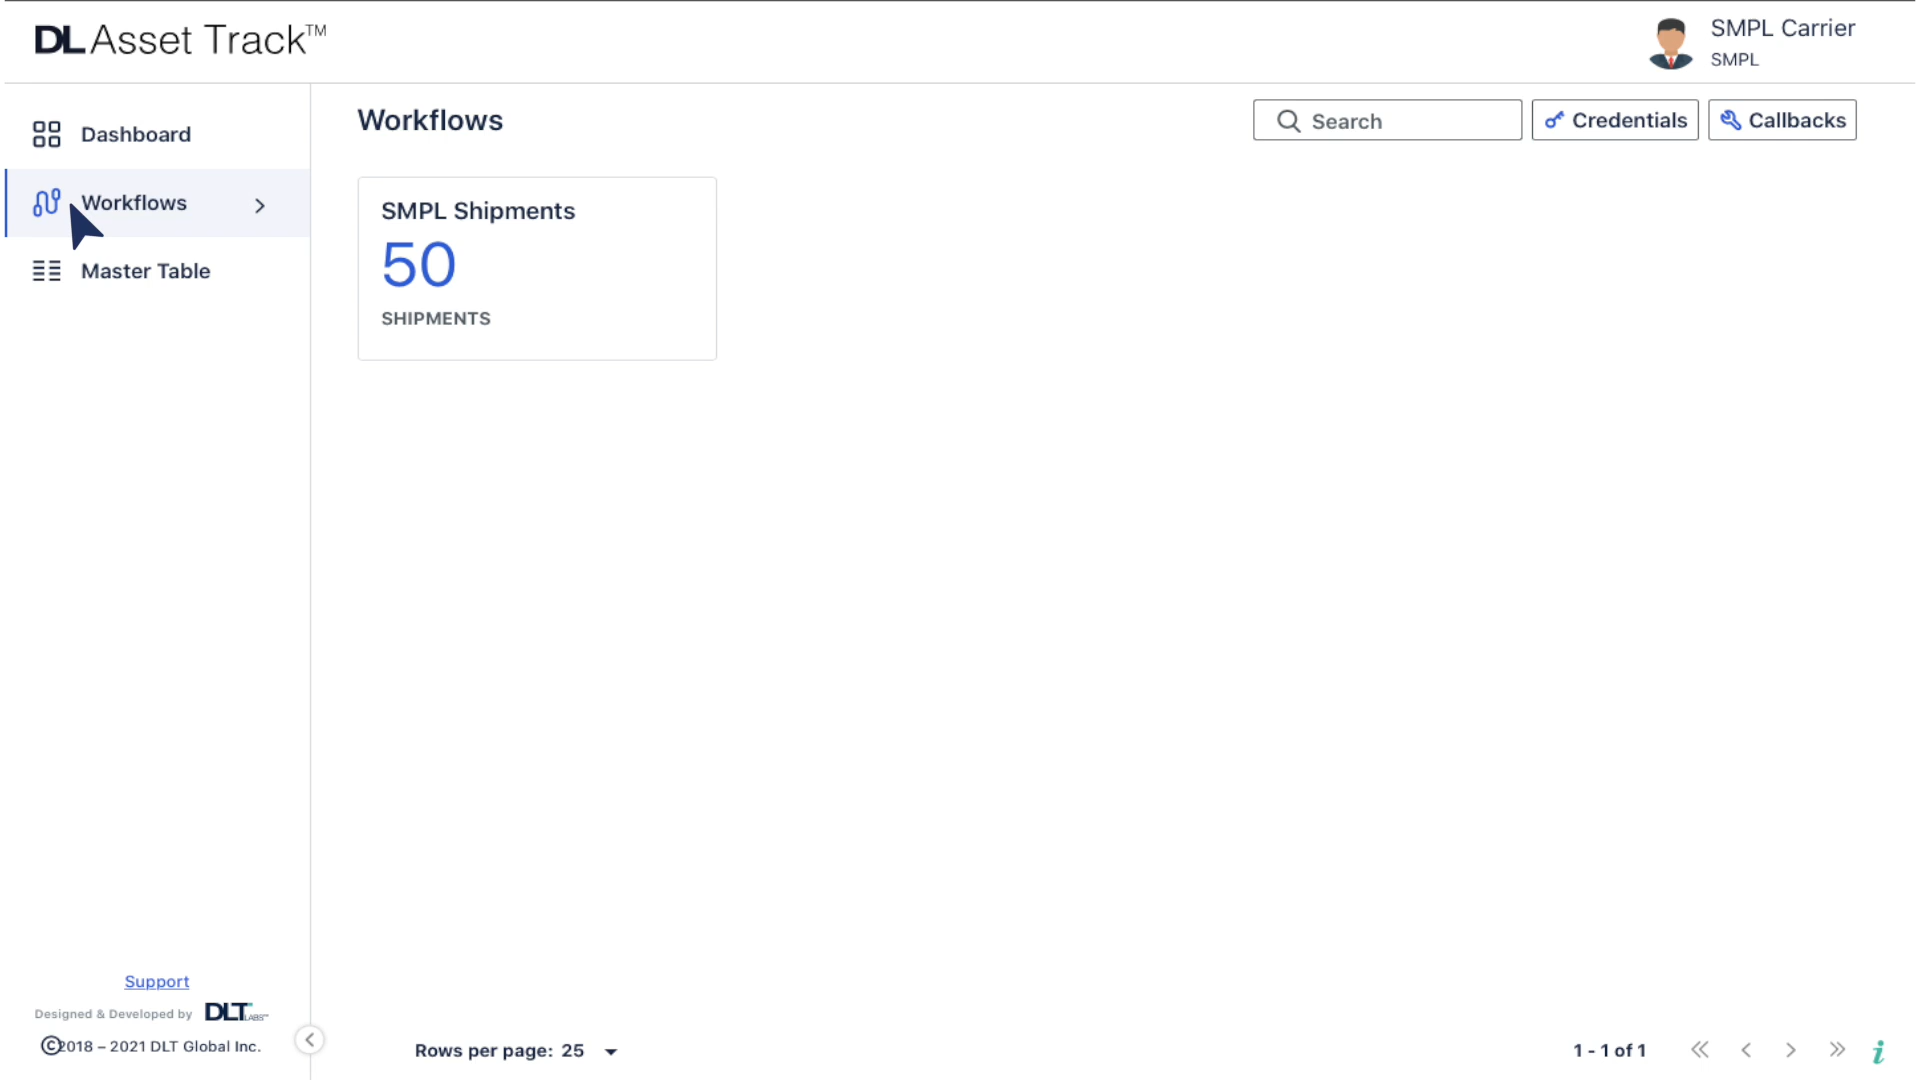 DL Asset Track™
SMPL Carrier
SMPL
Dashboard
Workflows
Master Table
Workflows
Search
Credentials
Callbacks
SMPL Shipments
50
SHIPMENTS
Support
Designed & Developed by DLT LABS™
©2018 – 2021 DLT Global Inc.
Rows per page: 25
1 - 1 of 1
i